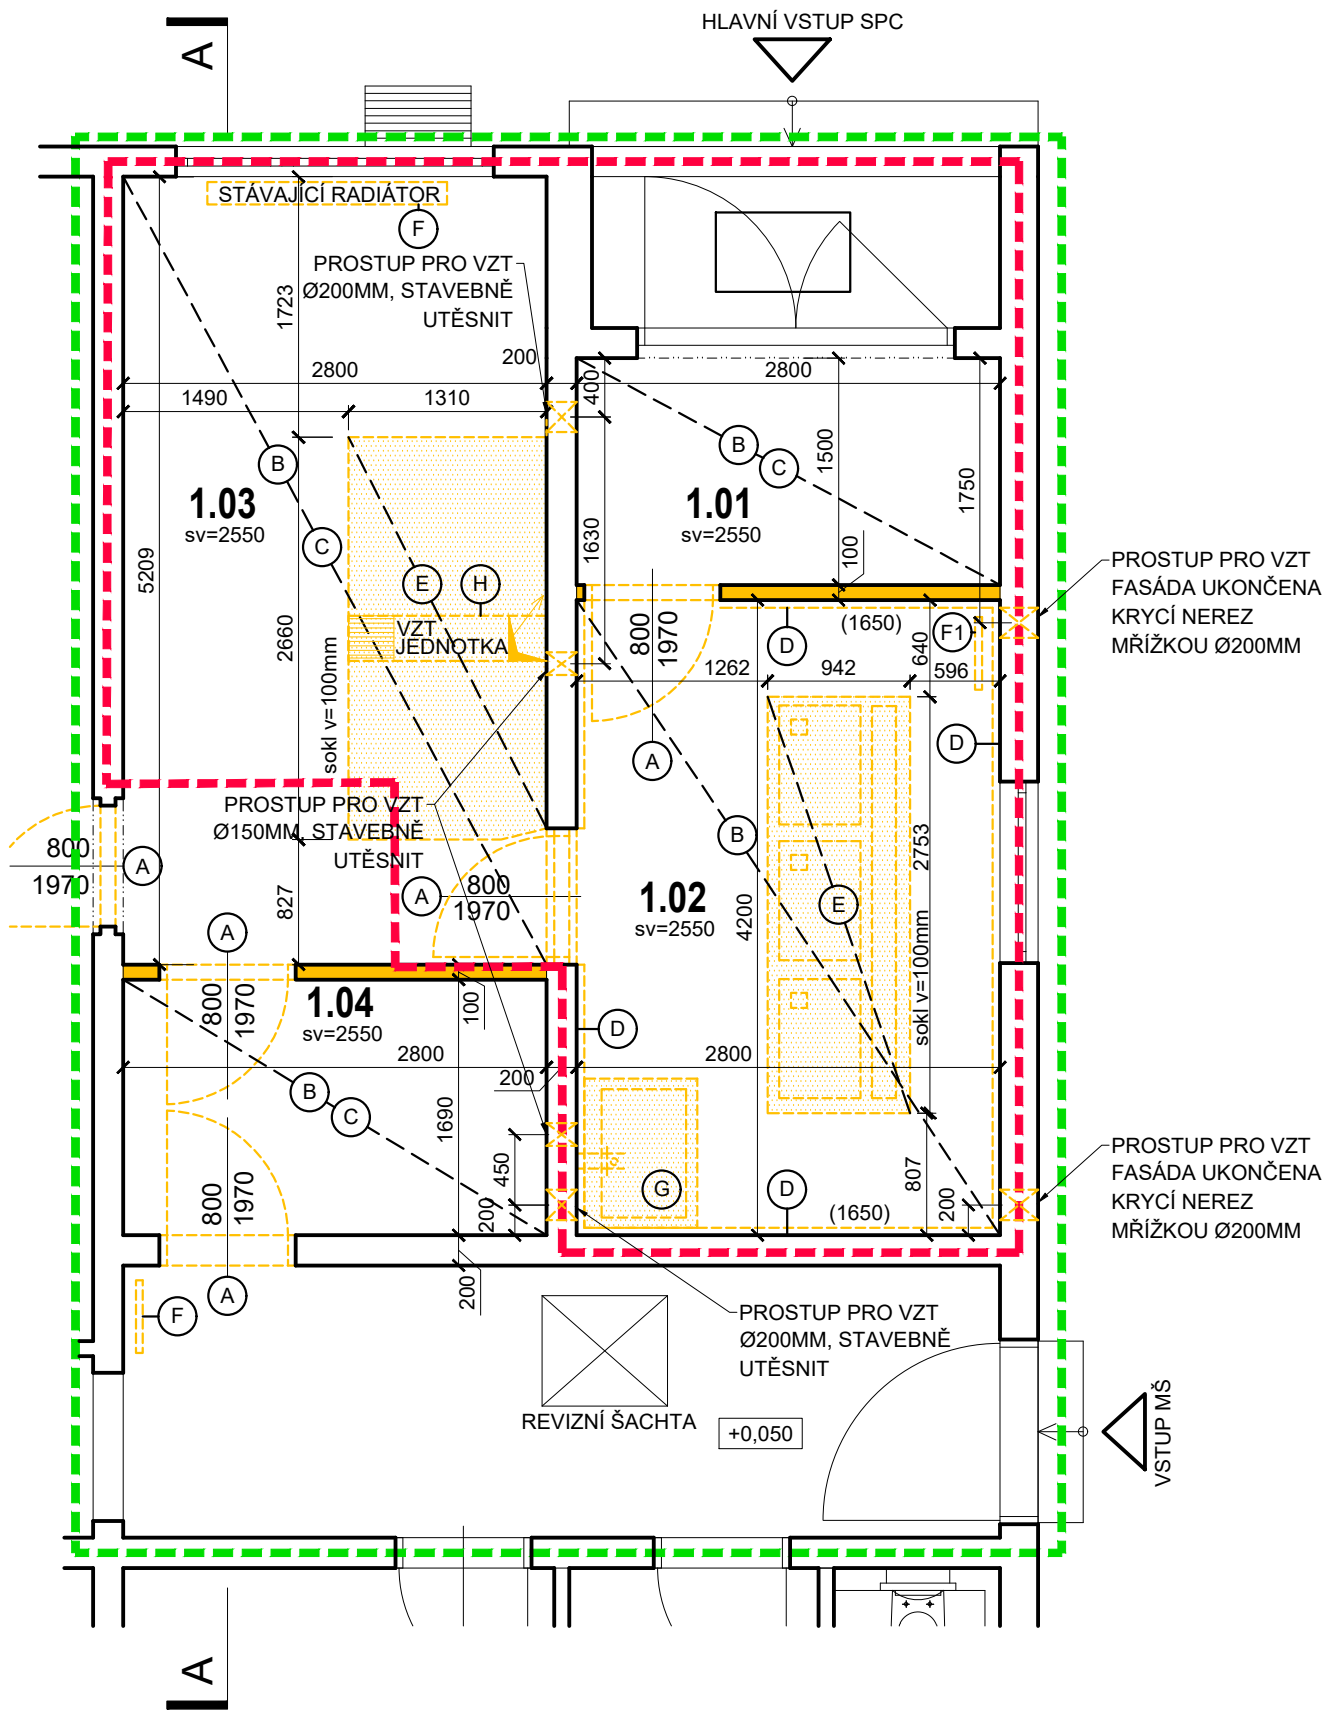 HLAVNÍ VSTUP SPC
A
STÁVAJÍCÍ RADIÁTOR
F
PROSTUP PRO VZT
Ø200MM, STAVEBNĚ
UTĚSNIT
1723
2800
200
400
2800
1490
1310
B
B
C
1500
1750
1.03
sv=2550
1.01
sv=2550
C
5209
E
H
1630
100
PROSTUP PRO VZT
FASÁDA UKONČENA
KRYCÍ NEREZ
MŘÍŽKOU Ø200MM
VZT
JEDNOTKA
2660
800
1970
D
(1650)
F1
640
1262
942
596
sokl v=100mm
A
D
PROSTUP PRO VZT
Ø150MM, STAVEBNĚ
UTĚSNIT
B
2753
800
1970
A
A
800
1970
827
1.02
sv=2550
4200
E
A
sokl v=100mm
800
1970
1.04
sv=2550
100
D
2800
200
2800
B
C
1690
450
800
1970
G
D
(1650)
807
200
200
PROSTUP PRO VZT
FASÁDA UKONČENA
KRYCÍ NEREZ
MŘÍŽKOU Ø200MM
A
F
200
PROSTUP PRO VZT
Ø200MM, STAVEBNĚ
UTĚSNIT
REVIZNÍ ŠACHTA
+0,050
VSTUP MŠ
A